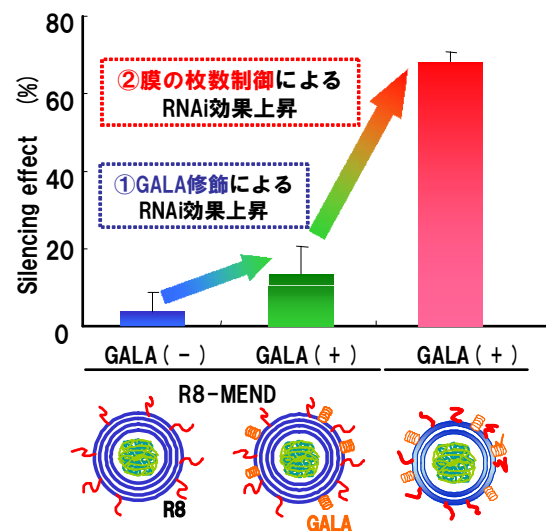 80
60
40
20
0
Silencing effect (%)
②膜の枚数制御による
RNAi効果上昇
①GALA修飾による
RNAi効果上昇
GALA(-)
GALA(+)
GALA(+)
R8-MEND
R8
GALA